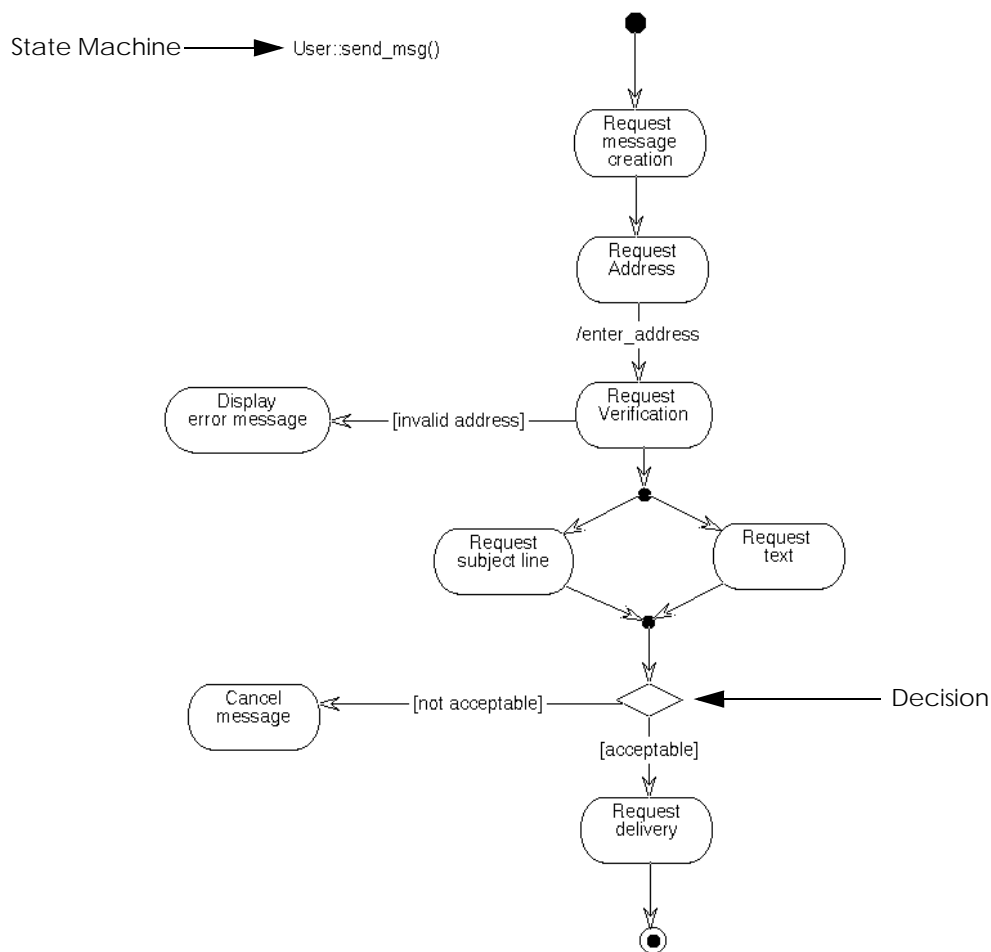 State Machine
User::send_msg()
Request
message
creation
Request
Address
/enter_address
Request
Verification
[invalid address]
Display
error message
Request
subject line
Request
text
Decision
[not acceptable]
Cancel
message
[acceptable]
Request
delivery